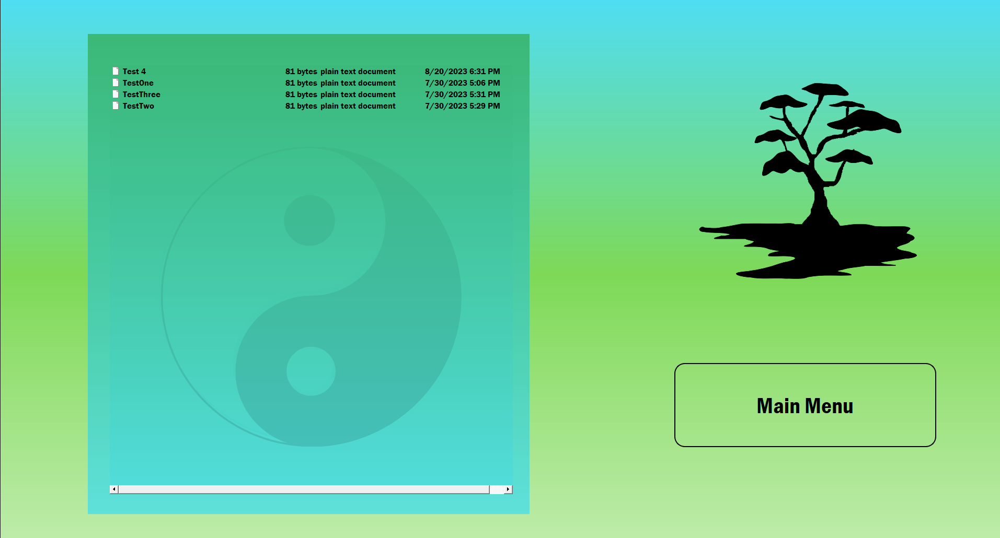 Test 4 81 bytes plain text document 8/20/2023 6:31 PM
TestOne 81 bytes plain text document 7/30/2023 5:06 PM
TestThree 81 bytes plain text document 7/30/2023 5:31 PM
TestTwo 81 bytes plain text document 7/30/2023 5:29 PM
Main Menu